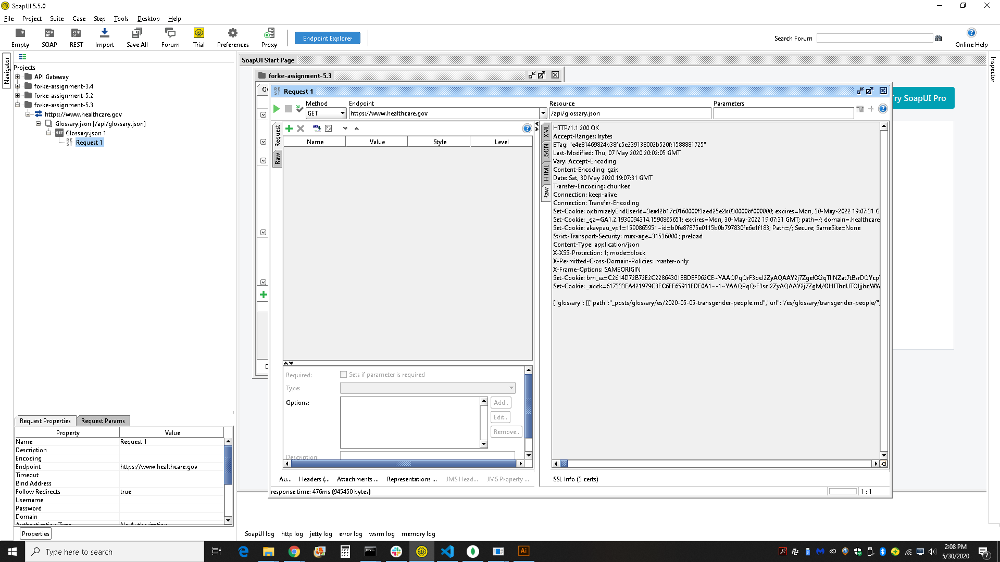 SoapUI 5.5.0
File Project Suite Case Step Tools Desktop Help
Empty SOAP REST Import Save All Forum Trial Preferences Proxy Endpoint Explorer Search Forum Online Help
Navigator
Inspector
Projects
API Gateway
forke-assignment-3.4
forke-assignment-5.2
forke-assignment-5.3
https://www.healthcare.gov
Glossary.json [/api/glossary.json]
Glossary.json 1
Request 1
SoapUI Start Page
forke-assignment-5.3
Try SoapUI Pro
Request 1
Method Endpoint Resource Parameters
GET https://www.healthcare.gov /api/glossary.json
Request
Raw
Name Value Style Level
Required: Sets if parameter is required
Type:
Options:
Add..
Edit..
Remove..
Description:
Au... Headers (... Attachments ... Representations ... JMS Head... JMS Property ...
XML
JSON
HTML
Raw
HTTP/1.1 200 OK
Accept-Ranges: bytes
ETag: "e4e81469824b38fc5e239138002b520f:1588881725"
Last-Modified: Thu, 07 May 2020 20:02:05 GMT
Vary: Accept-Encoding
Content-Encoding: gzip
Date: Sat, 30 May 2020 19:07:31 GMT
Transfer-Encoding: chunked
Connection: keep-alive
Connection: Transfer-Encoding
Set-Cookie: optimizelyEndUserId=3ea42b17c0160000f3aed25e2b030000bf000000; expires=Mon, 30-May-2022 19:07:31 G
Set-Cookie: _ga=GA1.2.1930094314.1590865651; expires=Mon, 30-May-2022 19:07:31 GMT; path=/; domain=.healthcare
Set-Cookie: akavpau_vp1=1590865951~id=b0fe87875e0115b0b797830fe6e1f183; Path=/; Secure; SameSite=None
Strict-Transport-Security: max-age=31536000 ; preload
Content-Type: application/json
X-XSS-Protection: 1; mode=block
X-Permitted-Cross-Domain-Policies: master-only
X-Frame-Options: SAMEORIGIN
Set-Cookie: bm_sz=C2614D72B72E2C228643018BDEF962CE~YAAQPqQrF3ocl2ZyAQAAY2j7ZgeKX2qTlINZat7tBsrDQYcp
Set-Cookie: _abck=617333EA421979C3FC6FF65911EDE0A1~-1~YAAQPqQrF3scl2ZyAQAAY2j7ZgM/OHJTbdUTQljjbqWW
{"glossary": [{"path":"_posts/glossary/es/2020-05-05-transgender-people.md","url":"/es/glossary/transgender-people/"
SSL Info (3 certs)
response time: 476ms (945450 bytes)
1 : 1
Request Properties Request Params
Property Value
Name Request 1
Description
Encoding
Endpoint https://www.healthcare.gov
Timeout
Bind Address
Follow Redirects true
Username
Password
Domain
Authentication Type No Authorization
Properties
SoapUI log http log jetty log error log wsrm log memory log
Type here to search
Ai
2:08 PM
5/30/2020
7